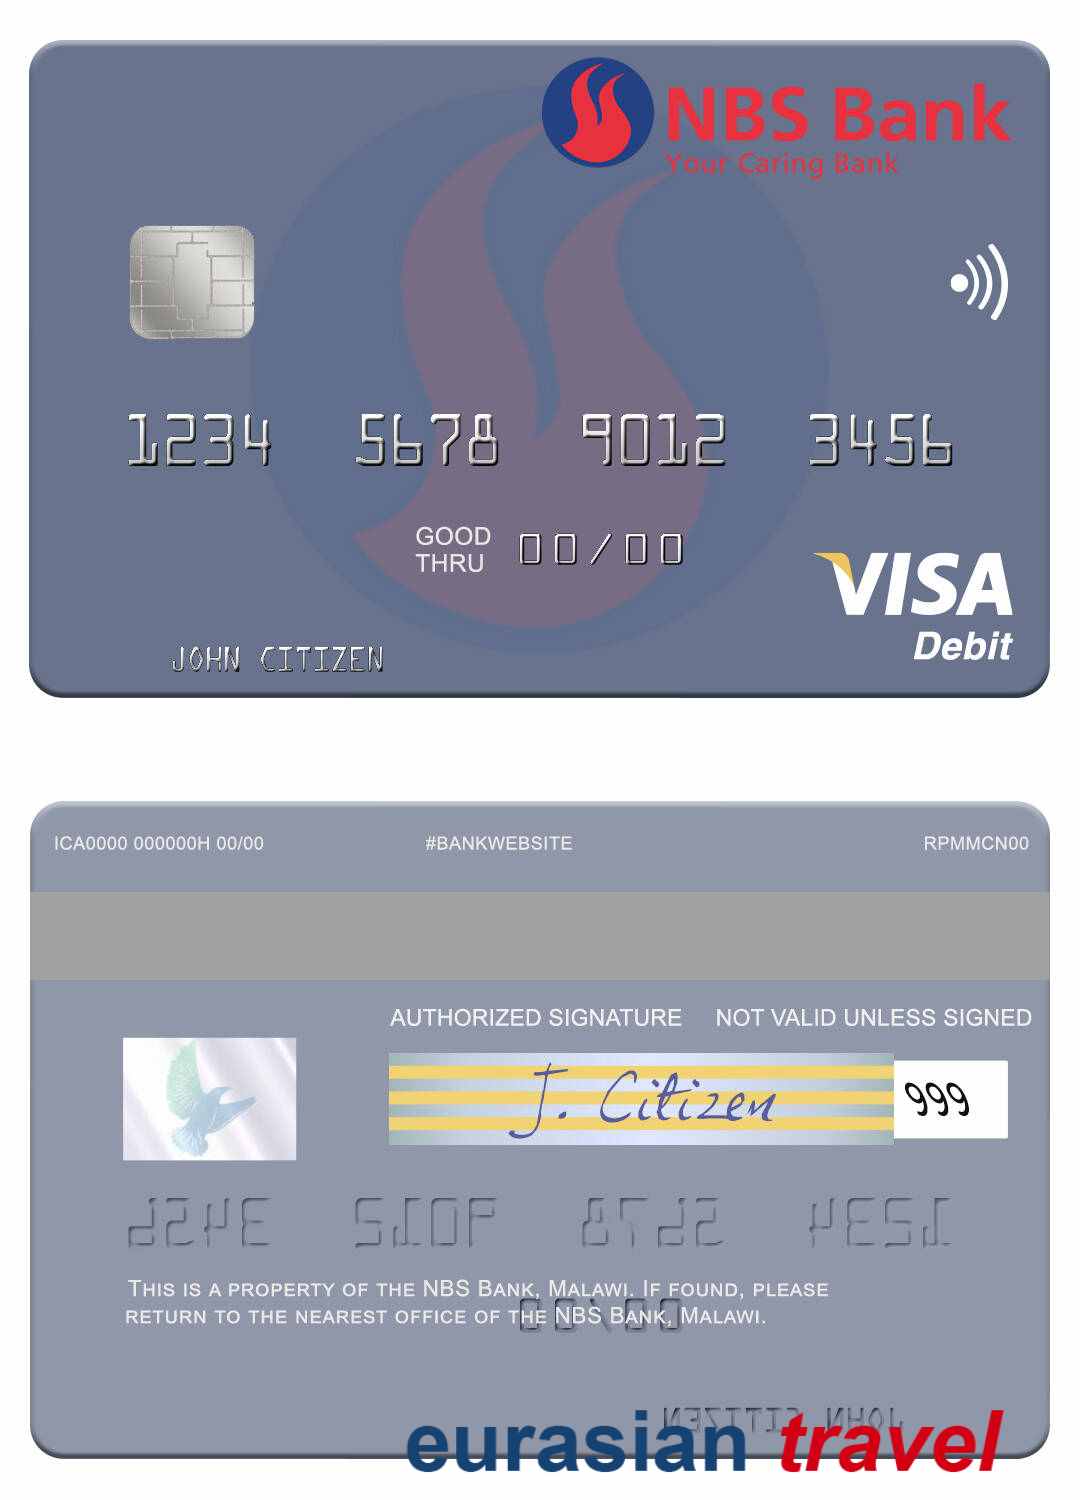 NBS Bank
Your Caring Bank
1234 5678 9012 3456
GOOD THRU 00/00
VISA
Debit
JOHN CITIZEN
ICA0000 000000H 00/00 #BANKWEBSITE RPMMCN00
AUTHORIZED SIGNATURE NOT VALID UNLESS SIGNED
J. Citizen 999
THIS IS A PROPERTY OF THE NBS BANK, MALAWI. IF FOUND, PLEASE
RETURN TO THE NEAREST OFFICE OF THE NBS BANK, MALAWI.
eurasian travel